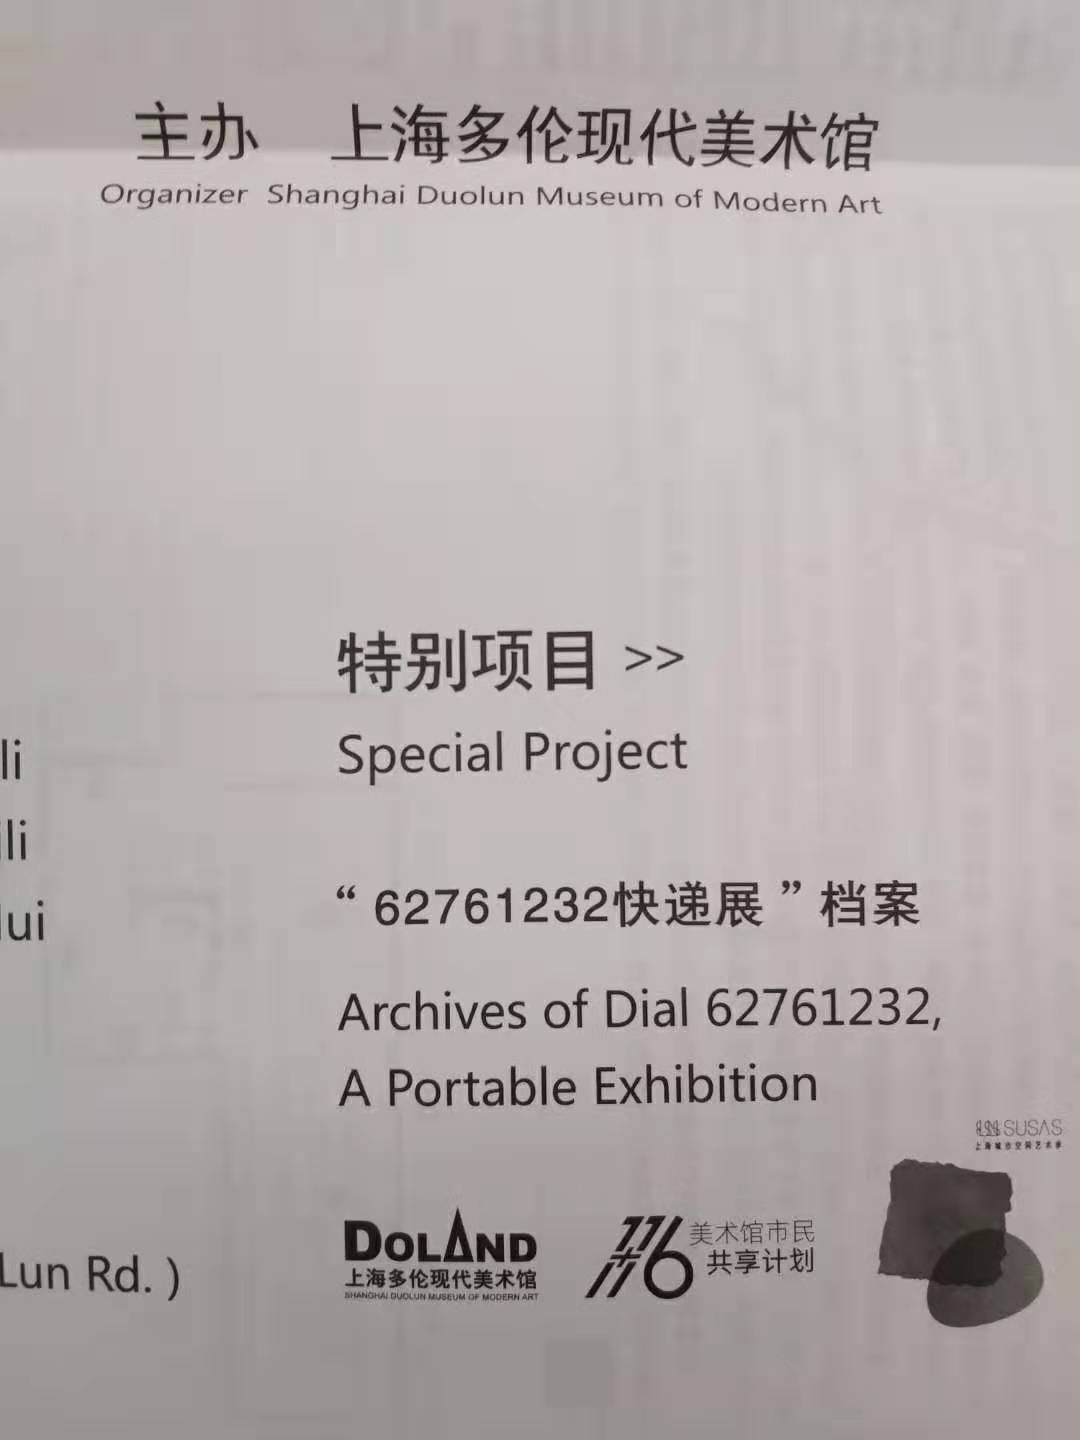 主办 上海多伦现代美术馆
Organizer Shanghai Duolun Museum of Modern Art
特别项目 >>
Special Project
li
li
lui
“62761232快递展”档案
Archives of Dial 62761232,
A Portable Exhibition
SUSAS
上海城市空间艺术季
Lun Rd. )
DOLAND
上海多伦现代美术馆
SHANGHAI DUOLUN MUSEUM OF MODERN ART
美术馆市民
共享计划